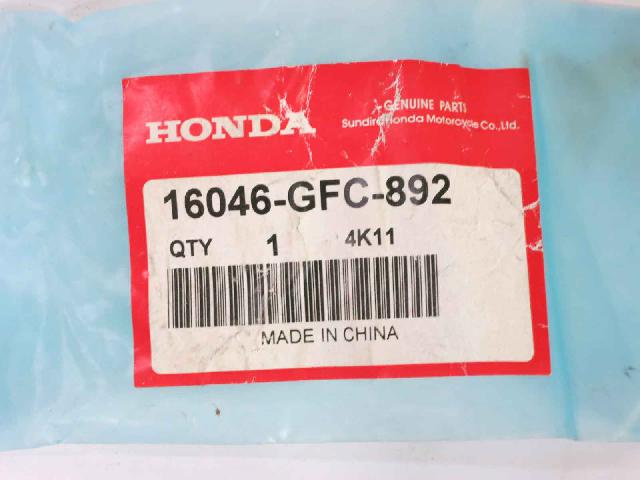 GENUINE PARTS
HONDA
Sundiro Honda Motorcycle Co., Ltd.
16046-GFC-892
QTY 1 4K11
MADE IN CHINA